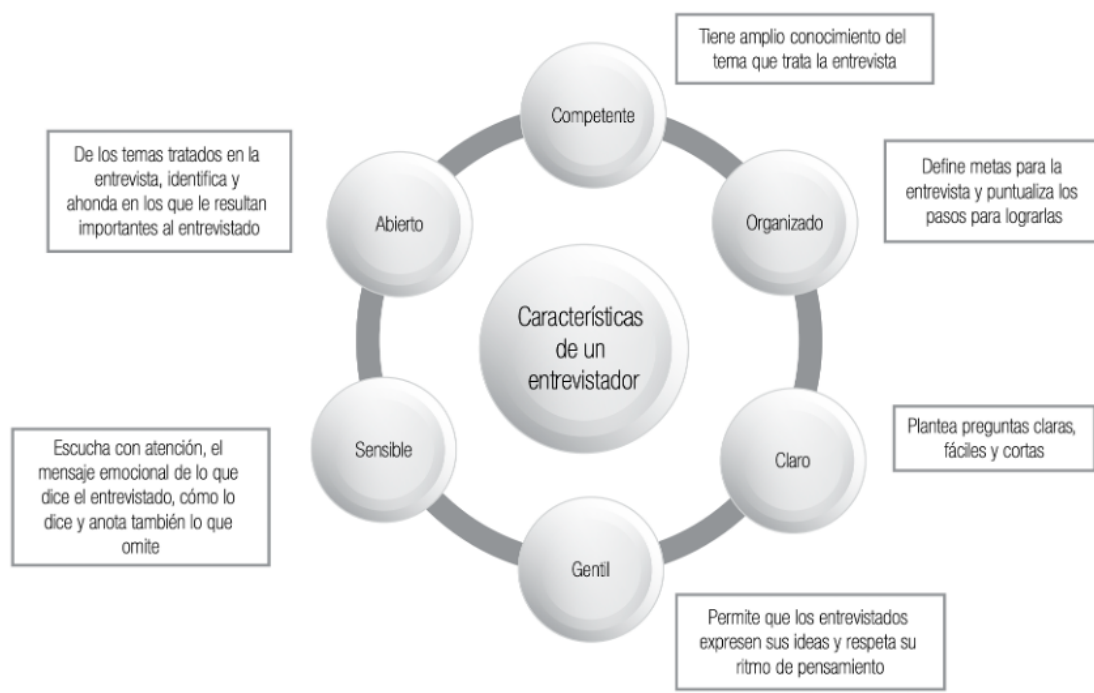 Características
de un
entrevistador
Competente
Tiene amplio conocimiento del
tema que trata la entrevista
Organizado
Define metas para la
entrevista y puntualiza los
pasos para lograrlas
Claro
Plantea preguntas claras,
fáciles y cortas
Gentil
Permite que los entrevistados
expresen sus ideas y respeta su
ritmo de pensamiento
Sensible
Escucha con atención, el
mensaje emocional de lo que
dice el entrevistado, cómo lo
dice y anota también lo que
omite
Abierto
De los temas tratados en la
entrevista, identifica y
ahonda en los que le resultan
importantes al entrevistado